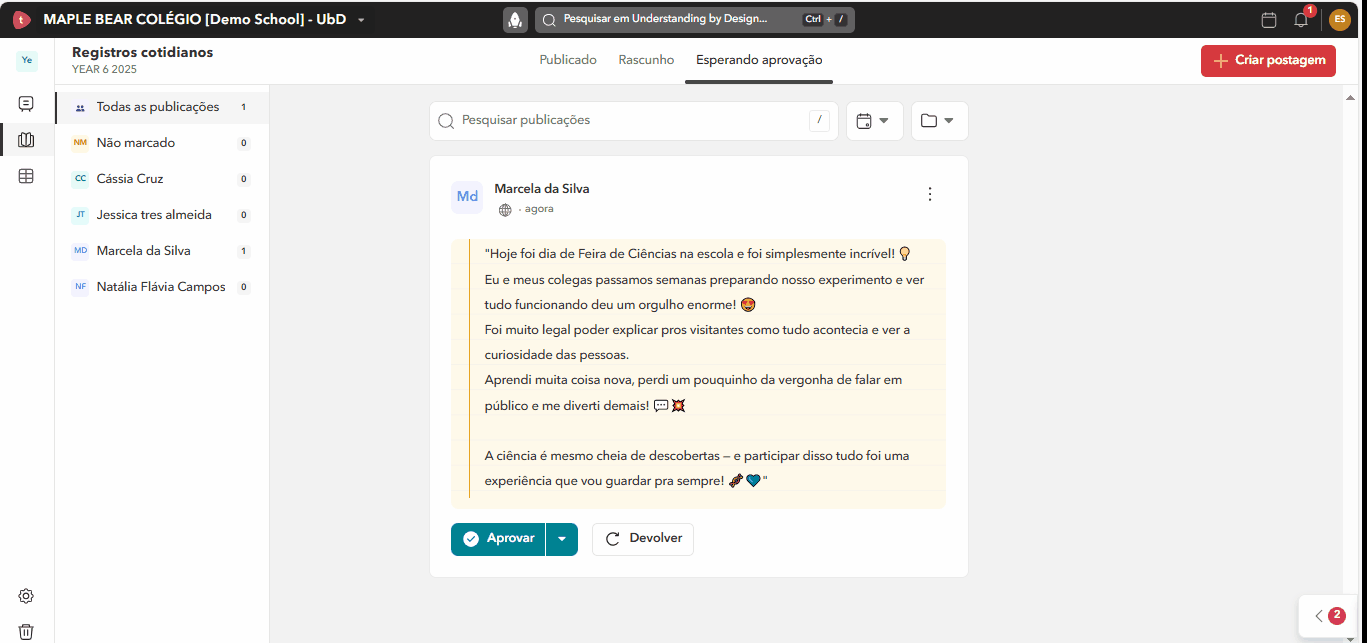 MAPLE BEAR COLÉGIO [Demo School] - UbD
Pesquisar em Understanding by Design...
Ctrl + /
1
ES
Ye
Registros cotidianos
YEAR 6 2025
Publicado
Rascunho
Esperando aprovação
Criar postagem
Todas as publicações 1
NM Não marcado 0
CC Cássia Cruz 0
JT Jessica tres almeida 0
MD Marcela da Silva 1
NF Natália Flávia Campos 0
Pesquisar publicações /
Md
Marcela da Silva
· agora
"Hoje foi dia de Feira de Ciências na escola e foi simplesmente incrível! 
Eu e meus colegas passamos semanas preparando nosso experimento e ver
tudo funcionando deu um orgulho enorme! 🤩
Foi muito legal poder explicar pros visitantes como tudo acontecia e ver a
curiosidade das pessoas.
Aprendi muita coisa nova, perdi um pouquinho da vergonha de falar em
público e me diverti demais! 💬💥
A ciência é mesmo cheia de descobertas – e participar disso tudo foi uma
experiência que vou guardar pra sempre! 🧬💙"
Aprovar
Devolver
2